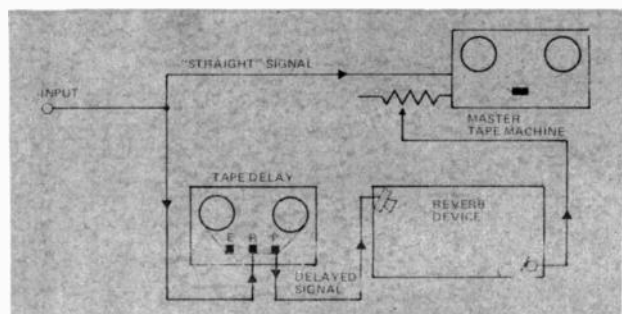 "STRAIGHT" SIGNAL
INPUT
MASTER
TAPE MACHINE
TAPE DELAY
E R P
REVERB
DEVICE
DELAYED
SIGNAL